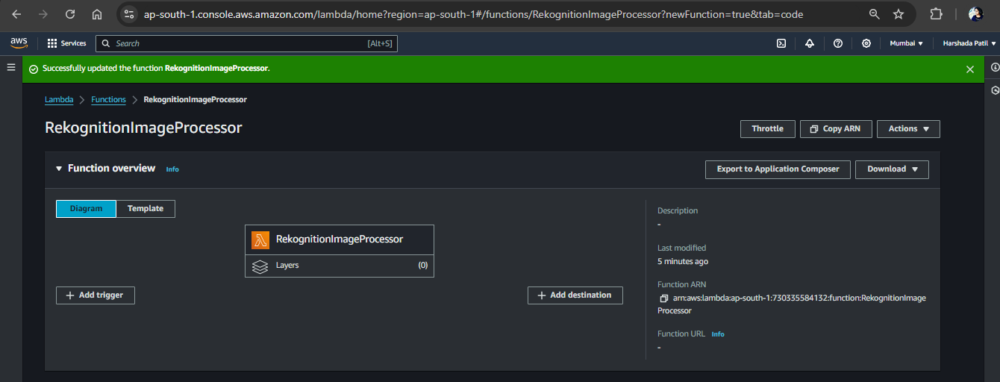 ap-south-1.console.aws.amazon.com/lambda/home?region=ap-south-1#/functions/RekognitionImageProcessor?newFunction=true&tab=code
aws Services Search [Alt+S] Mumbai Harshada Patil
Successfully updated the function RekognitionImageProcessor.
Lambda Functions RekognitionImageProcessor
RekognitionImageProcessor Throttle Copy ARN Actions
Function overview Info Export to Application Composer Download
Diagram Template
RekognitionImageProcessor
Layers (0)
Add trigger Add destination
Description
-
Last modified
5 minutes ago
Function ARN
arn:aws:lambda:ap-south-1:730335584132:function:RekognitionImage
Processor
Function URL Info
-